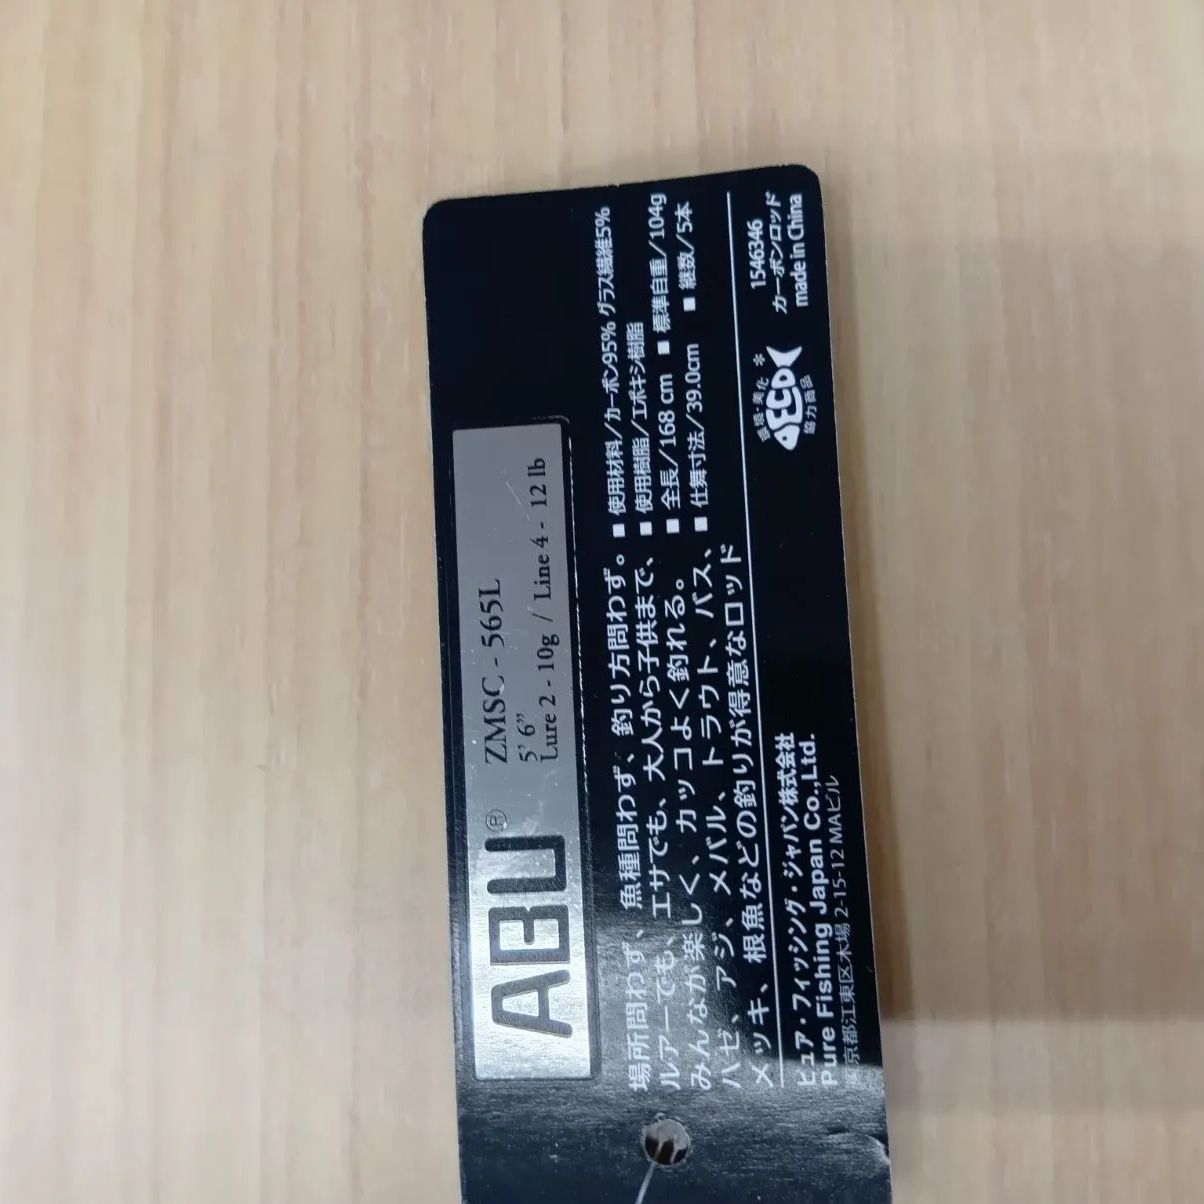 ABU®
ZMSC - 565L
5' 6"
Lure 2 - 10g / Line 4 - 12 lb
場所問わず、魚種問わず、釣り方問わず。
ルアーでも、エサでも、大人から子供まで、
みんなが楽しく、カッコよく釣れる。
ハゼ、アジ、メバル、トラウト、バス、
メッキ、根魚などの釣りが得意なロッド
■ 使用材料/カーボン95% グラス繊維5%
■ 使用樹脂/エポキシ樹脂
■ 全長/168 cm ■ 標準自重/104g
■ 仕舞寸法/39.0cm ■ 継数/5本
ピュア・フィッシング・ジャパン株式会社
Pure Fishing Japan Co.,Ltd.
東京都江東区木場 2-15-12 MAビル
環境・美化
ECO
協力商品
1546346
カーボンロッド
made in China